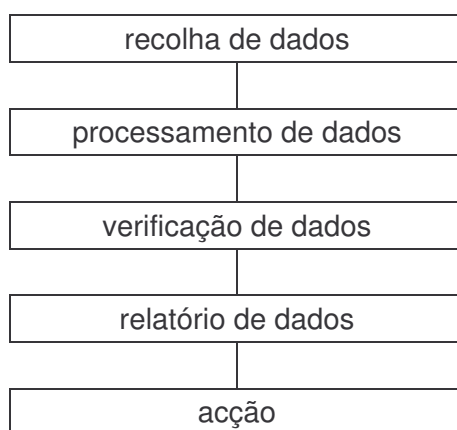 recolha de dados
processamento de dados
verificação de dados
relatório de dados
acção